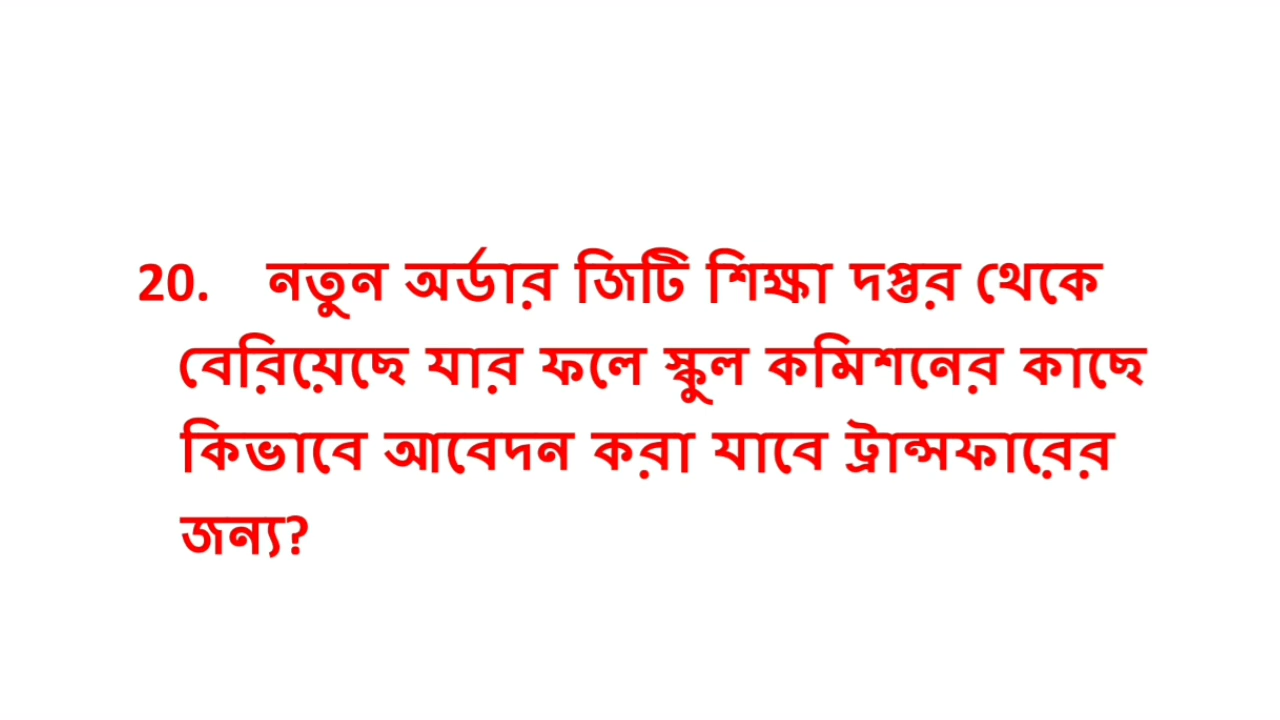 20. নতুন অর্ডার জিটি শিক্ষা দপ্তর থেকে
বেরিয়েছে যার ফলে স্কুল কমিশনের কাছে
কিভাবে আবেদন করা যাবে ট্রান্সফারের
জন্য?